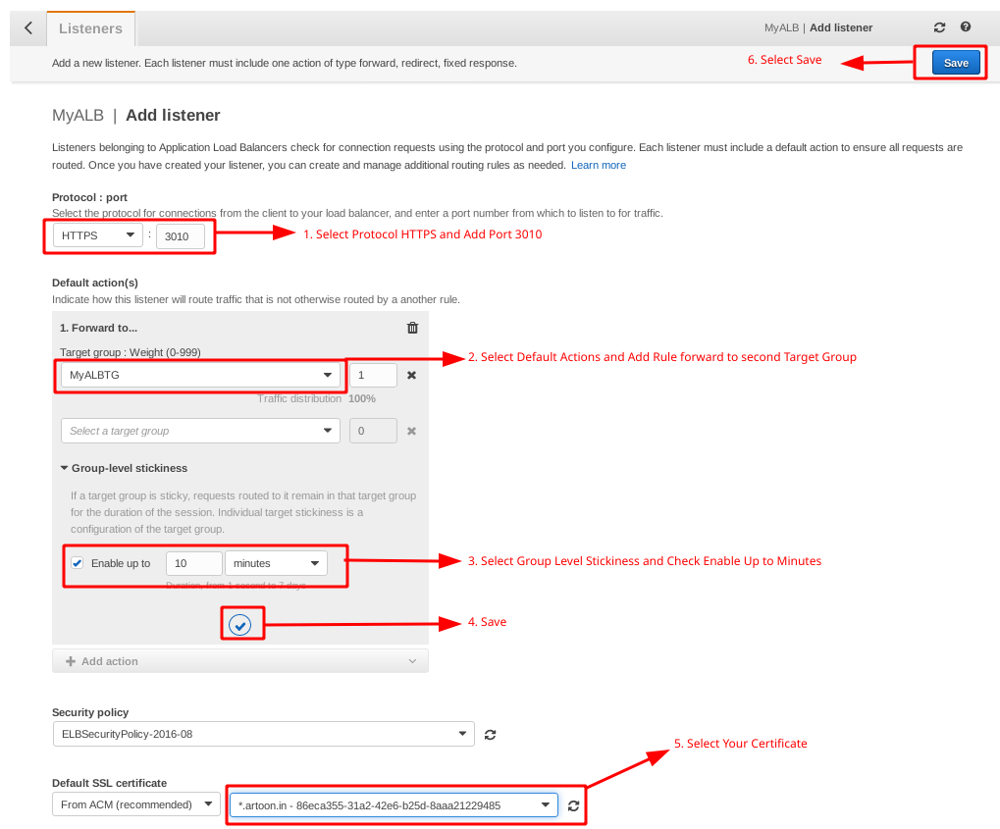 Listeners
MyALB | Add listener
Add a new listener. Each listener must include one action of type forward, redirect, fixed response.
6. Select Save
Save
MyALB | Add listener
Listeners belonging to Application Load Balancers check for connection requests using the protocol and port you configure. Each listener must include a default action to ensure all requests are
routed. Once you have created your listener, you can create and manage additional routing rules as needed. Learn more
Protocol : port
Select the protocol for connections from the client to your load balancer, and enter a port number from which to listen to for traffic.
HTTPS : 3010
1. Select Protocol HTTPS and Add Port 3010
Default action(s)
Indicate how this listener will route traffic that is not otherwise routed by a another rule.
1. Forward to...
Target group : Weight (0-999)
2. Select Default Actions and Add Rule forward to second Target Group
MyALBTG 1
Traffic distribution 100%
Select a target group 0
Group-level stickiness
If a target group is sticky, requests routed to it remain in that target group
for the duration of the session. Individual target stickiness is a
configuration of the target group.
Enable up to 10 minutes
3. Select Group Level Stickiness and Check Enable Up to Minutes
Duration, from 1 second to 7 days
4. Save
Add action
Security policy
ELBSecurityPolicy-2016-08
5. Select Your Certificate
Default SSL certificate
From ACM (recommended) *.artoon.in - 86eca355-31a2-42e6-b25d-8aaa21229485